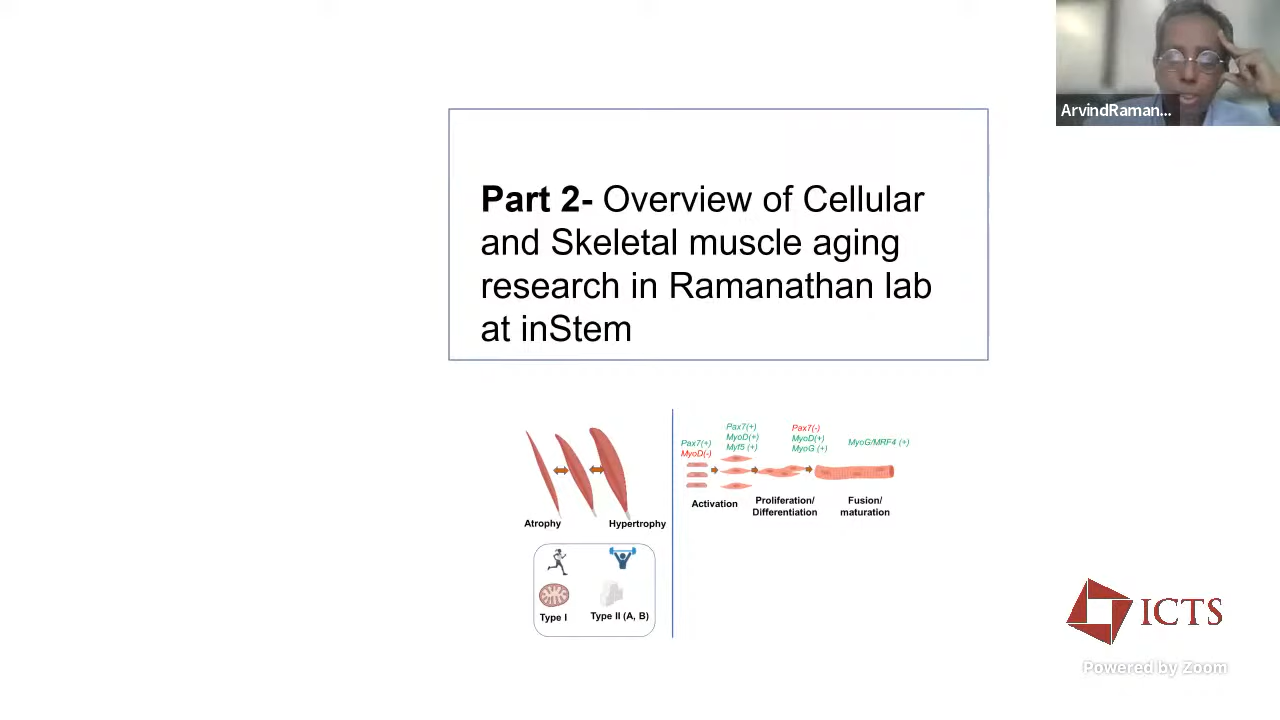 ArvindRaman...
Part 2- Overview of Cellular
and Skeletal muscle aging
research in Ramanathan lab
at inStem
Atrophy
Hypertrophy
Type I
Type II (A, B)
Pax7(+)
MyoD(-)
Pax7(+)
MyoD(+)
Myf5 (+)
Pax7(-)
MyoD(+)
MyoG (+)
MyoG/MRF4 (+)
Activation
Proliferation/
Differentiation
Fusion/
maturation
ICTS
Powered by Zoom